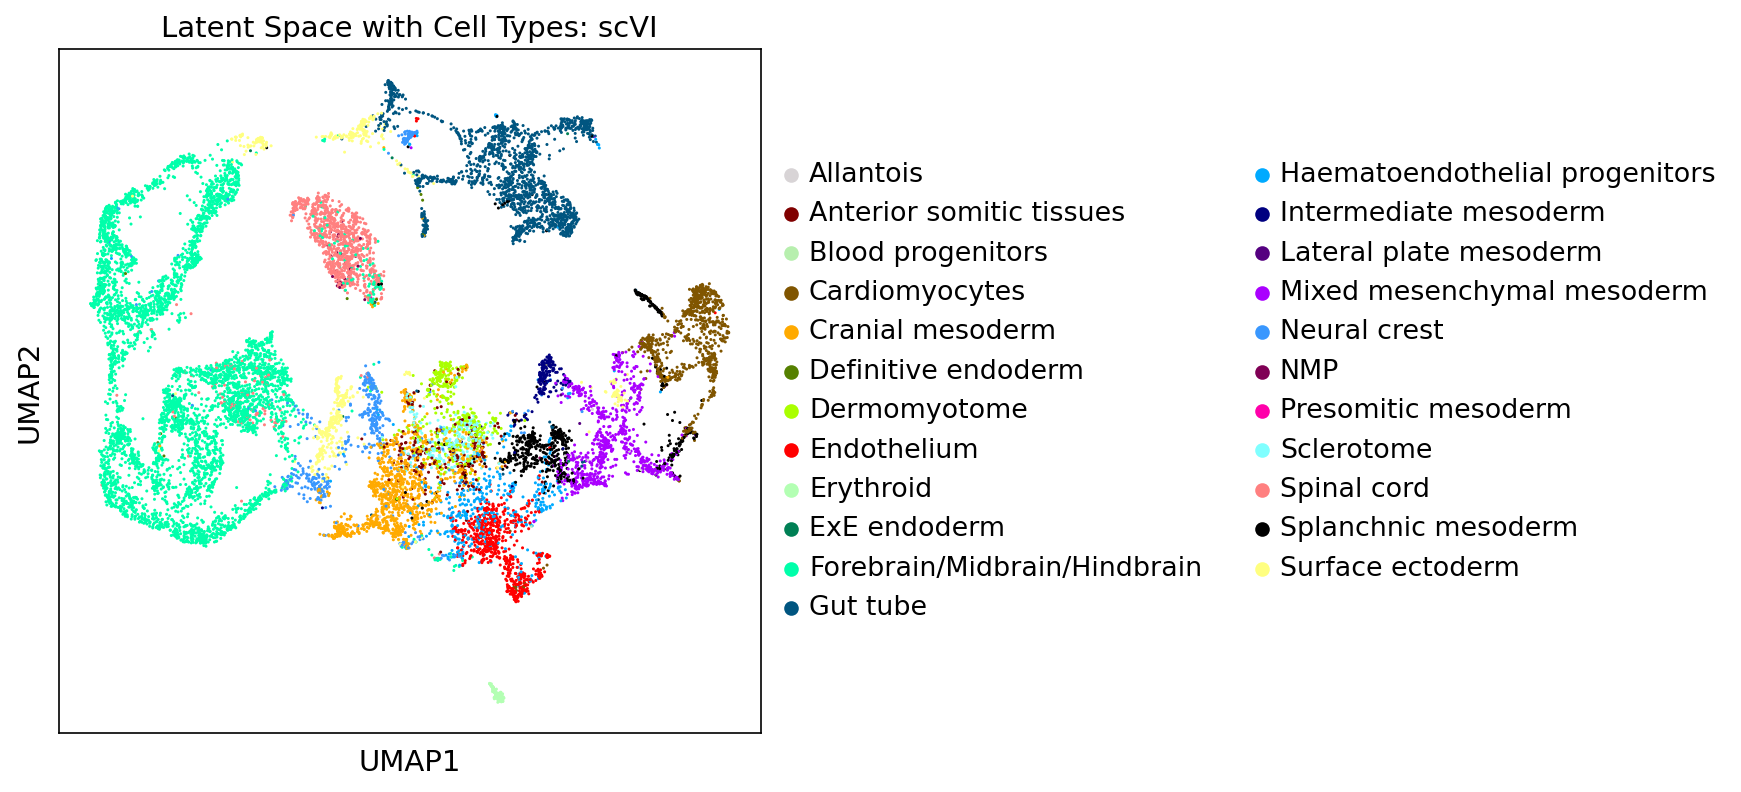 Latent Space with Cell Types: scVI
UMAP2
UMAP1
Allantois
Anterior somitic tissues
Blood progenitors
Cardiomyocytes
Cranial mesoderm
Definitive endoderm
Dermomyotome
Endothelium
Erythroid
ExE endoderm
Forebrain/Midbrain/Hindbrain
Gut tube
Haematoendothelial progenitors
Intermediate mesoderm
Lateral plate mesoderm
Mixed mesenchymal mesoderm
Neural crest
NMP
Presomitic mesoderm
Sclerotome
Spinal cord
Splanchnic mesoderm
Surface ectoderm